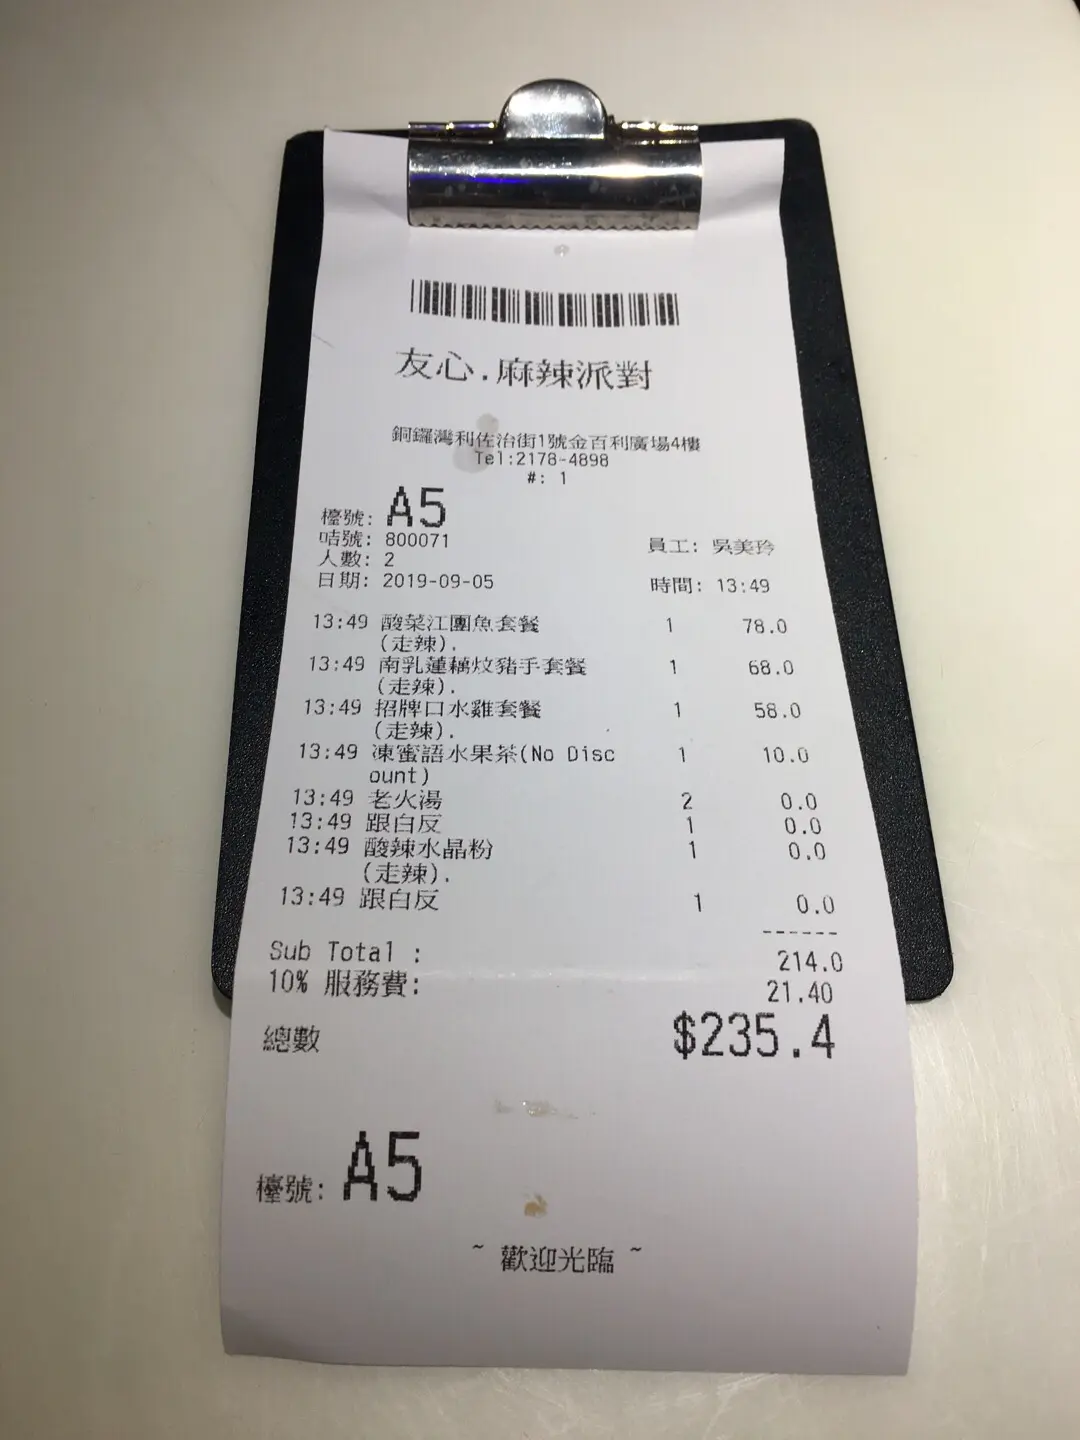 友心.麻辣派對
銅鑼灣利佐治街1號金百利廣場4樓
Tel:2178-4898
#: 1
檯號: A5
咭號: 800071
人數: 2
員工: 吳美玲
日期: 2019-09-05
時間: 13:49
13:49 酸菜江團魚套餐 1 78.0
(走辣).
13:49 南乳蓮藕炆豬手套餐 1 68.0
(走辣).
13:49 招牌口水雞套餐 1 58.0
(走辣).
13:49 凍蜜語水果茶(No Disc 1 10.0
ount)
13:49 老火湯 2 0.0
13:49 跟白反 1 0.0
13:49 酸辣水晶粉 1 0.0
(走辣).
13:49 跟白反 1 0.0
------
Sub Total : 214.0
10% 服務費: 21.40
總數 $235.4
檯號: A5
~ 歡迎光臨 ~